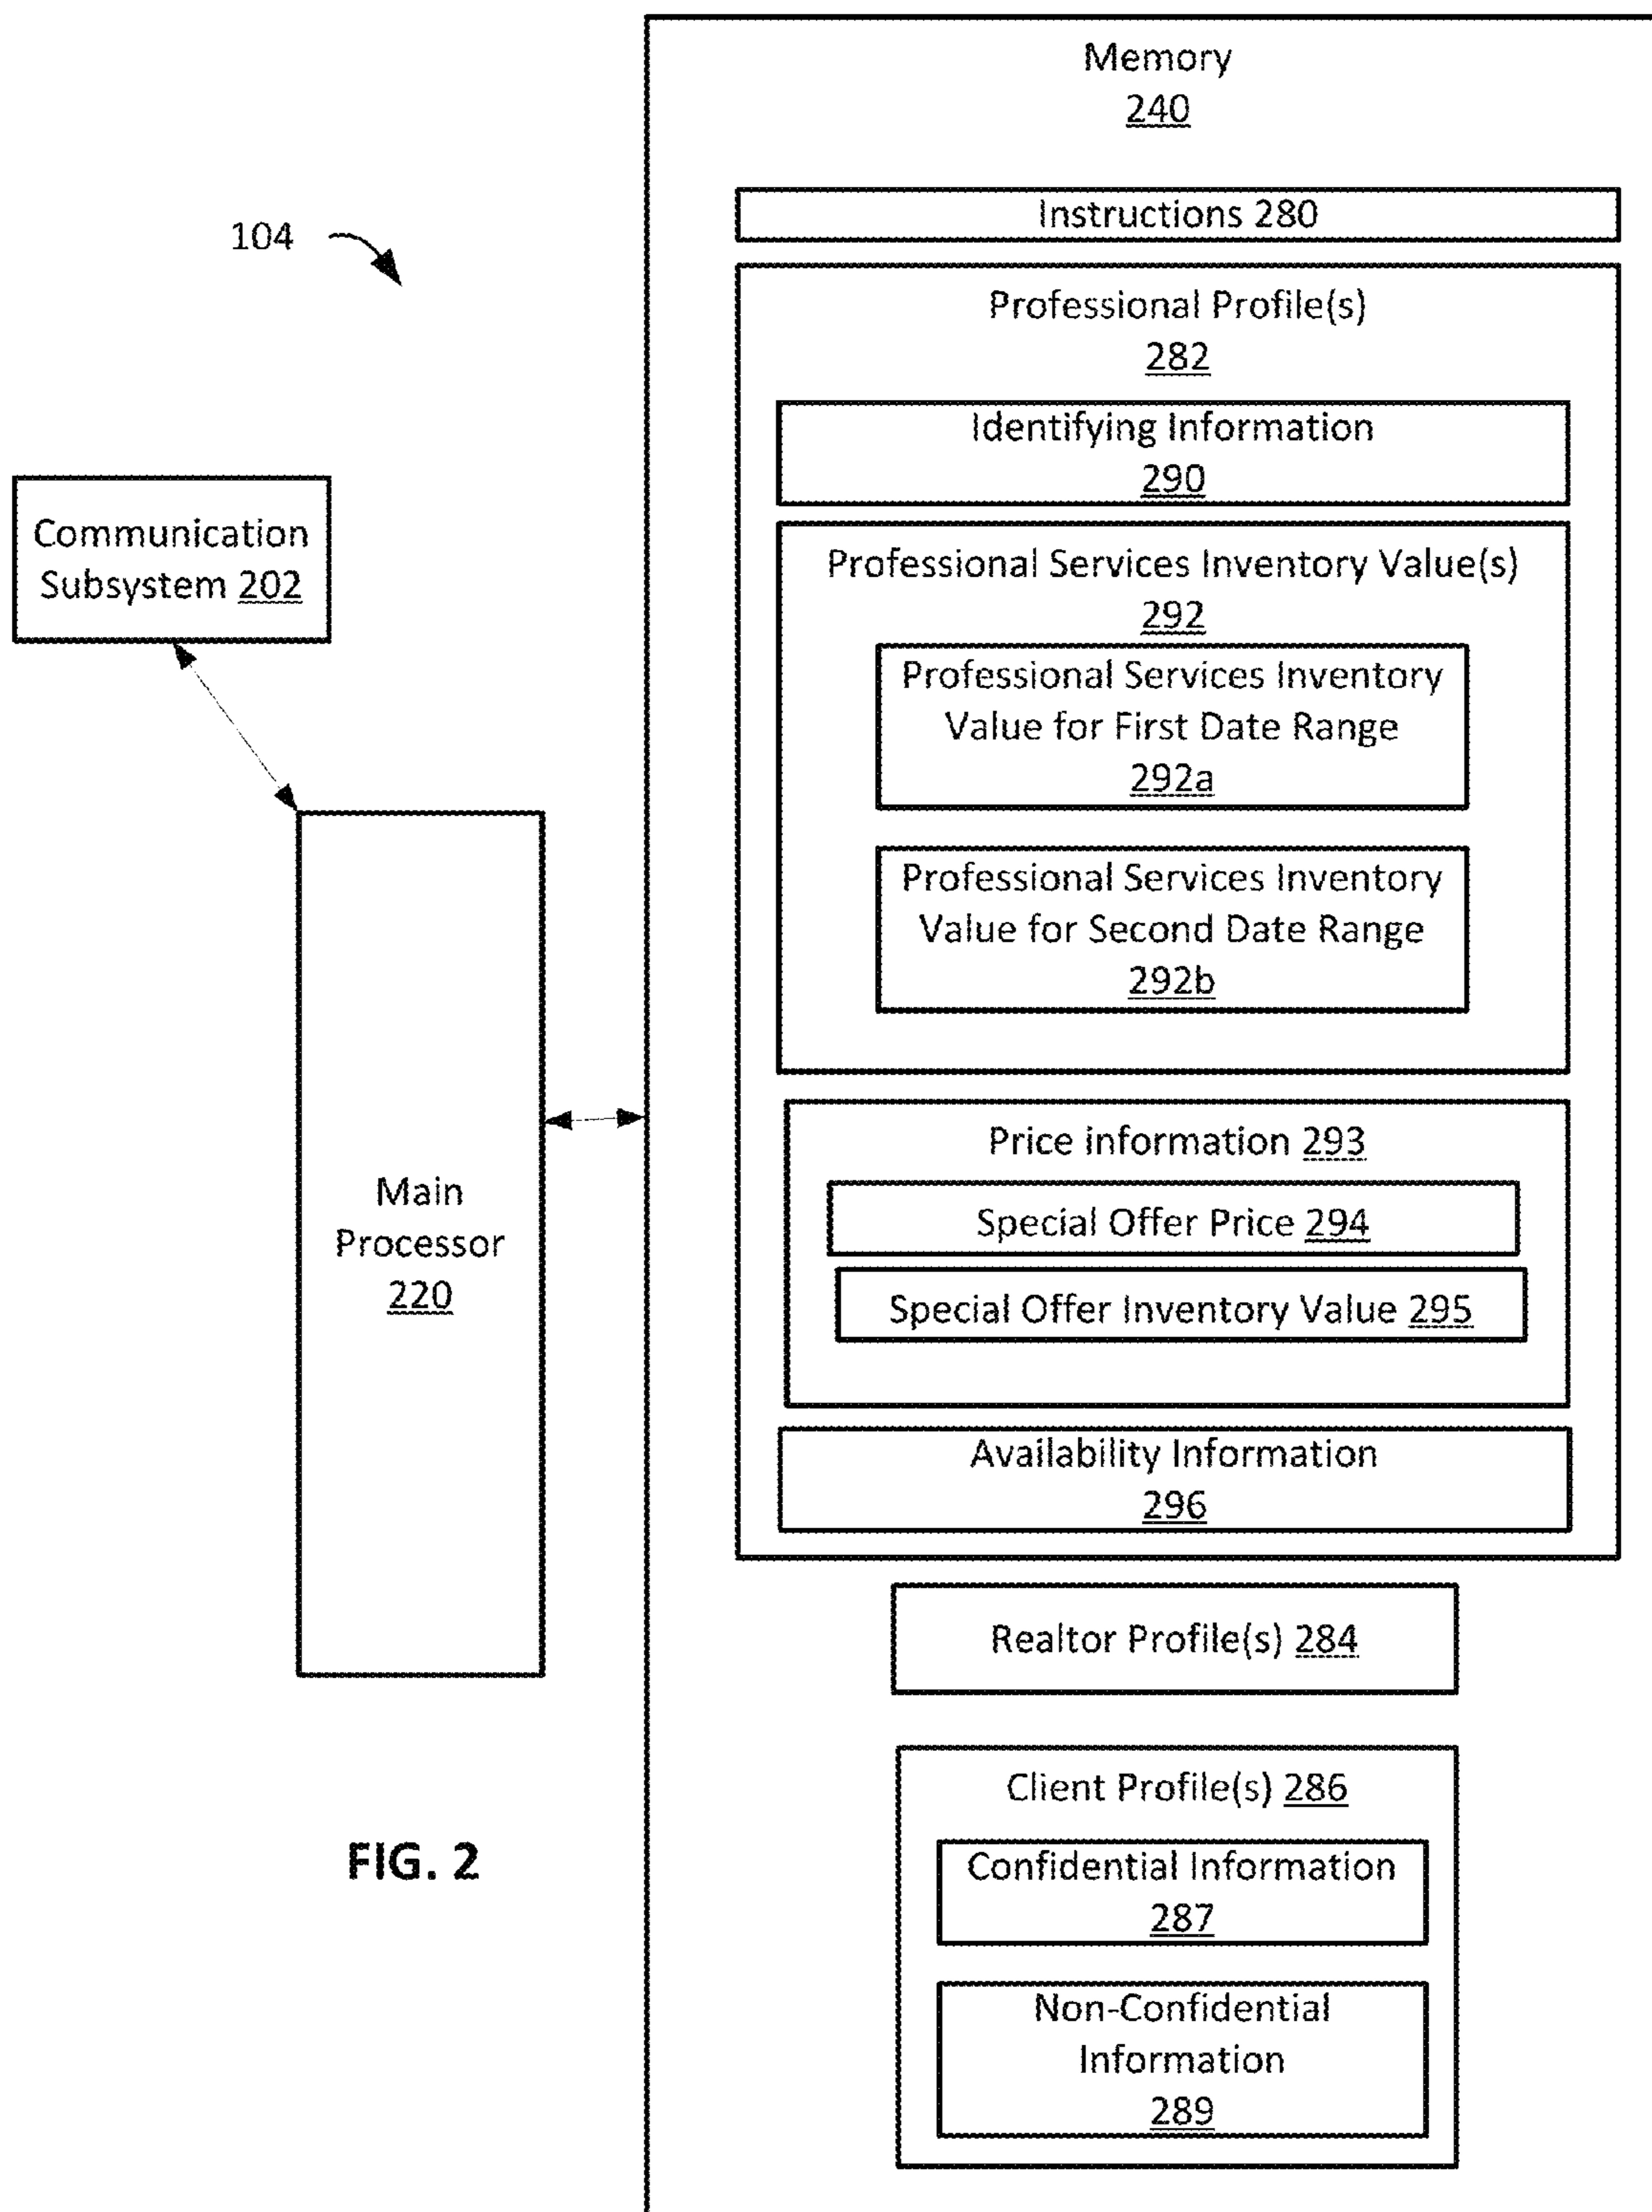 Memory
240
Instructions 280
104
Professional Profile(s)
282
Identifying Information
290
Communication
Subsystem 202
Professional Services Inventory Value(s)
292
Professional Services Inventory
Value for First Date Range
292a
Professional Services Inventory
Value for Second Date Range
292b
Price information 293
Special Offer Price 294
Special Offer Inventory Value 295
Main
Processor
220
Availability Information
296
Realtor Profile(s) 284
Client Profile(s) 286
Confidential Information
287
Non-Confidential
Information
289
FIG. 2